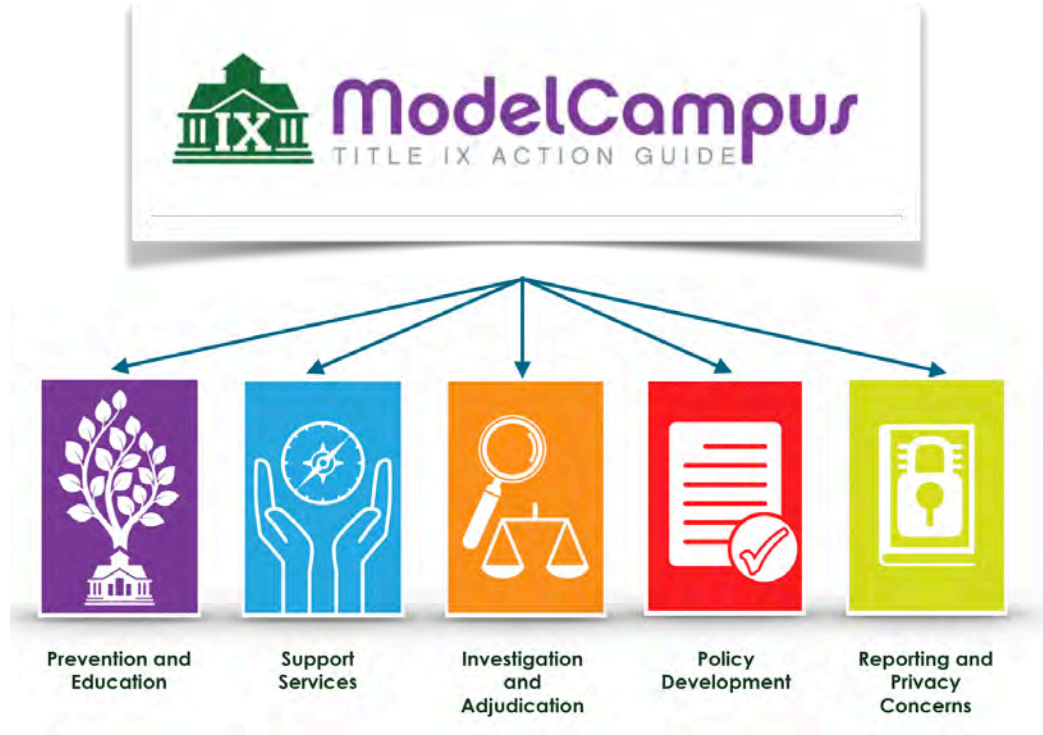 IX
ModelCampus
TITLE IX ACTION GUIDE
Prevention and
Education
Support
Services
Investigation
and
Adjudication
Policy
Development
Reporting and
Privacy
Concerns